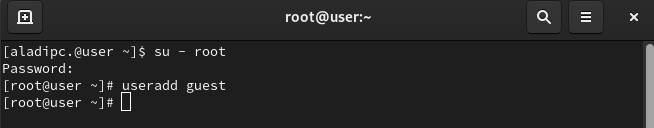 root@user:~
[aladipc.@user ~]$ su - root
Password:
[root@user ~]# useradd guest
[root@user ~]#